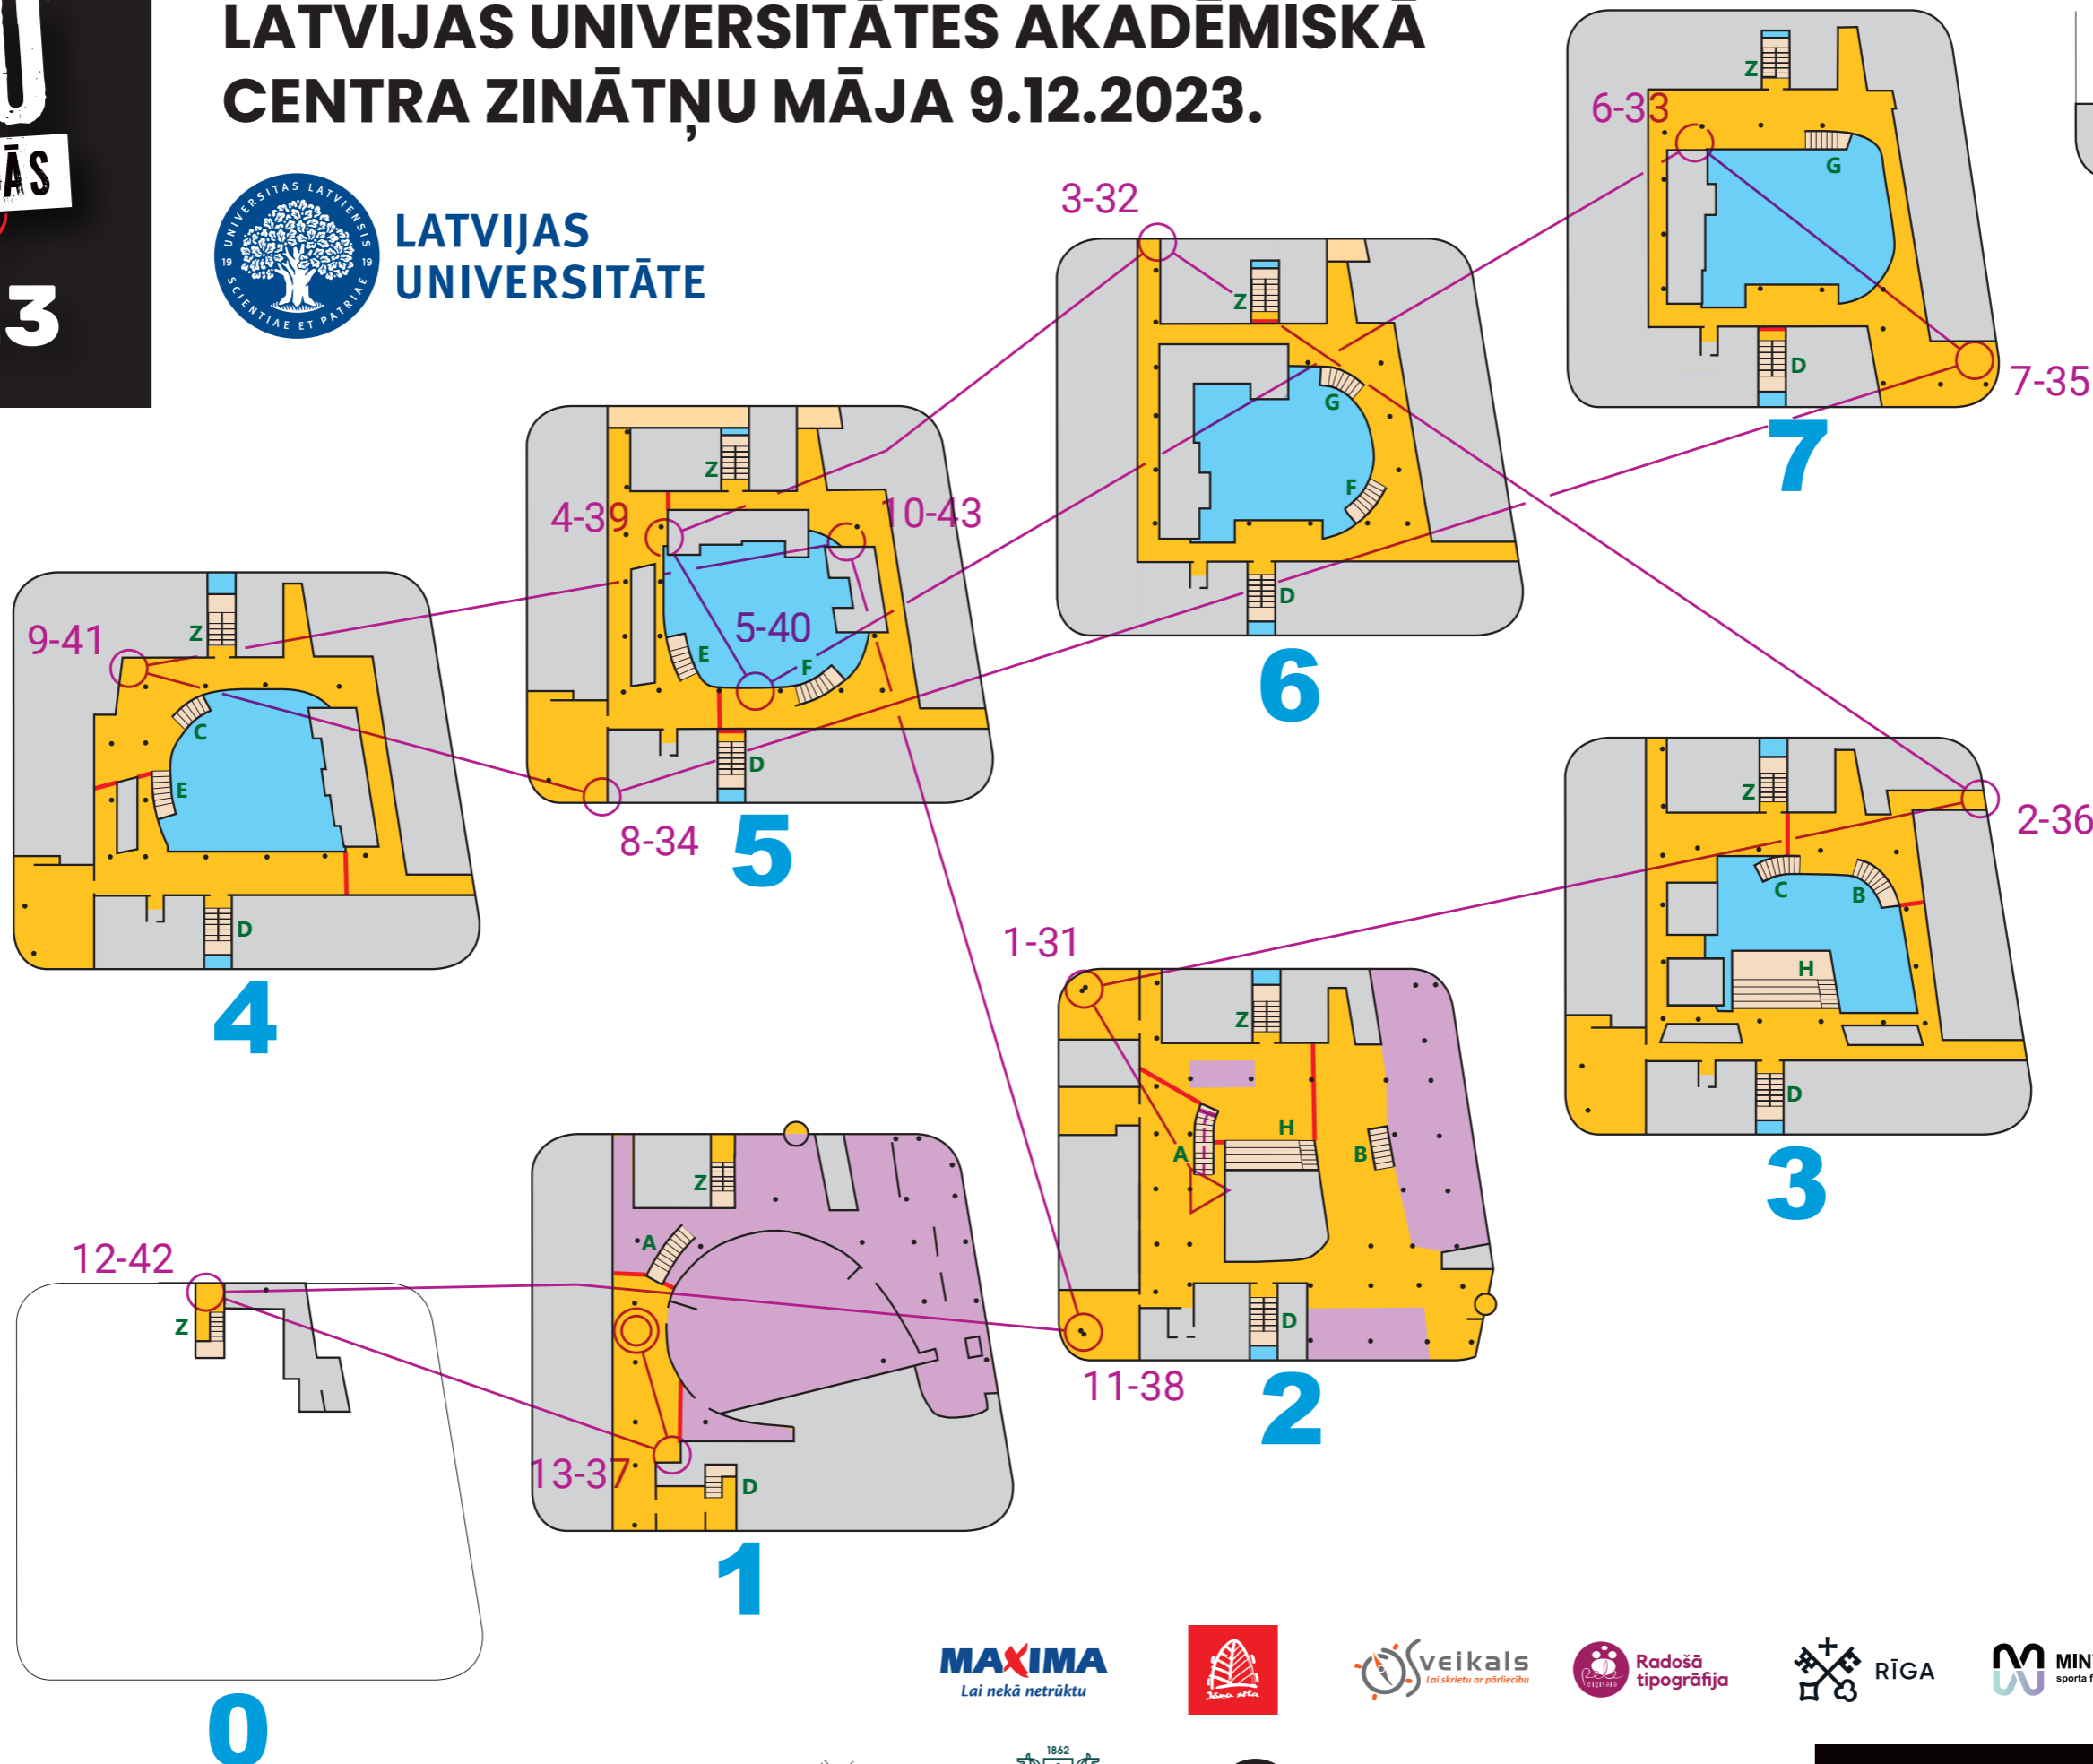 LATVIJAS UNIVERSITĀTES AKADĒMISKĀ
CENTRA ZINĀTŅU MĀJA 9.12.2023.
ĀS
3
UNIVERSITAS LATVIENSIS
19 19
SCIENTIAE ET PATRIAE
LATVIJAS
UNIVERSITĀTE
6-33
Z
G
D
7-35
7
3-32
Z
G
F
D
6
4-39
Z
10-43
5-40
E
F
D
8-34
5
9-41
Z
C
E
D
4
2-36
Z
C
B
H
D
3
1-31
Z
H
A
B
D
11-38
2
Z
A
13-37
D
1
12-42
Z
0
MAXIMA
Lai nekā netrūktu
Jāņa sēta
OSveikals
Lai skrietu ar pārliecību
Radošā
tipogrāfija
RĪGA
1862